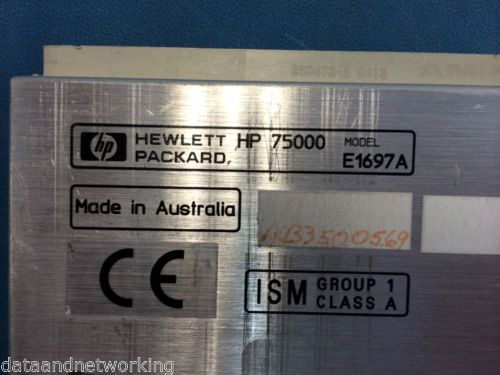 hp HEWLETT HP 75000 MODEL
PACKARD, E1697A
Made in Australia
CE
ISM GROUP 1
CLASS A
dataandnetworking